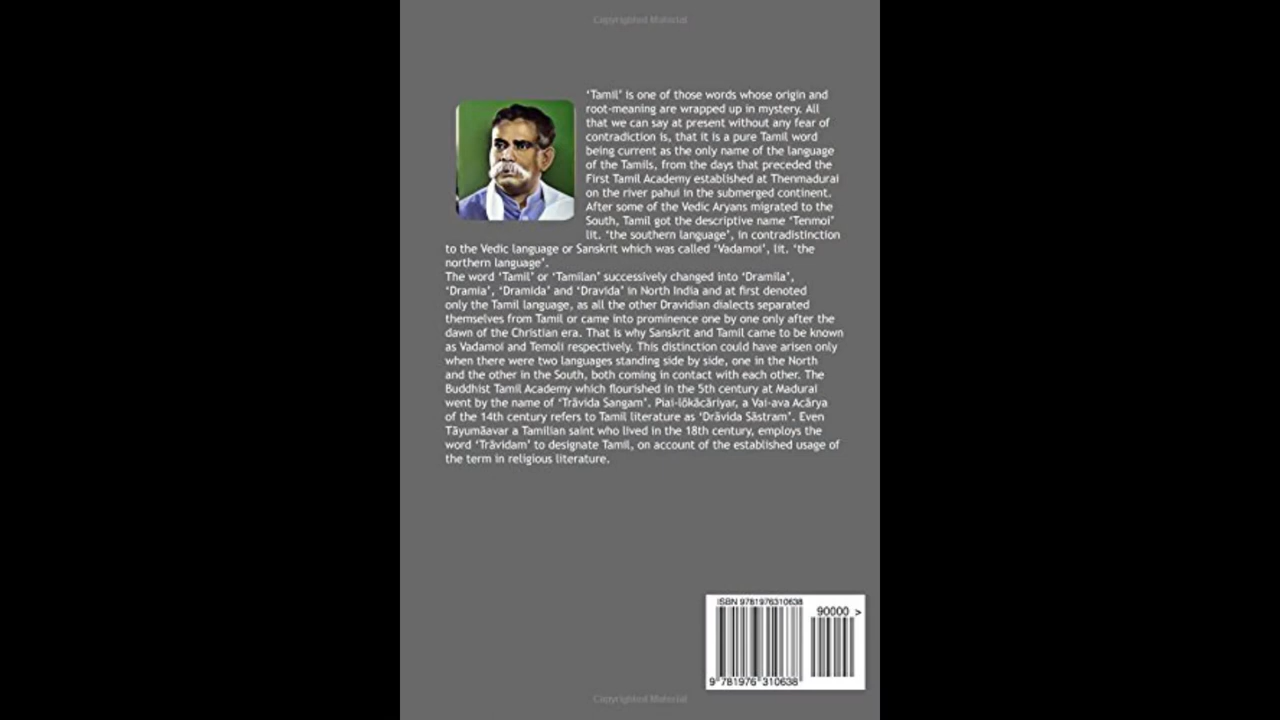 Copyrighted Material
‘Tamil’ is one of those words whose origin and
root-meaning are wrapped up in mystery. All
that we can say at present without any fear of
contradiction is, that it is a pure Tamil word
being current as the only name of the language
of the Tamils, from the days that preceded the
First Tamil Academy established at Thenmadurai
on the river pahui in the submerged continent.
After some of the Vedic Aryans migrated to the
South, Tamil got the descriptive name ‘Tenmoi’
lit. ‘the southern language’, in contradistinction
to the Vedic language or Sanskrit which was called ‘Vadamoi’, lit. ‘the
northern language’.
The word ‘Tamil’ or ‘Tamilan’ successively changed into ‘Dramila’,
‘Dramia’, ‘Dramida’ and ‘Dravida’ in North India and at first denoted
only the Tamil language, as all the other Dravidian dialects separated
themselves from Tamil or came into prominence one by one only after the
dawn of the Christian era. That is why Sanskrit and Tamil came to be known
as Vadamoi and Temoli respectively. This distinction could have arisen only
when there were two languages standing side by side, one in the North
and the other in the South, both coming in contact with each other. The
Buddhist Tamil Academy which flourished in the 5th century at Madurai
went by the name of ‘Trāvida Sangam’. Piai-lōkācāriyar, a Vai-ava Acārya
of the 14th century refers to Tamil literature as ‘Drāvida Sāstram’. Even
Tāyumāavar a Tamilian saint who lived in the 18th century, employs the
word ‘Trāvidam’ to designate Tamil, on account of the established usage of
the term in religious literature.
ISBN 9781976310638
90000 >
9 781976 310638
Copyrighted Material